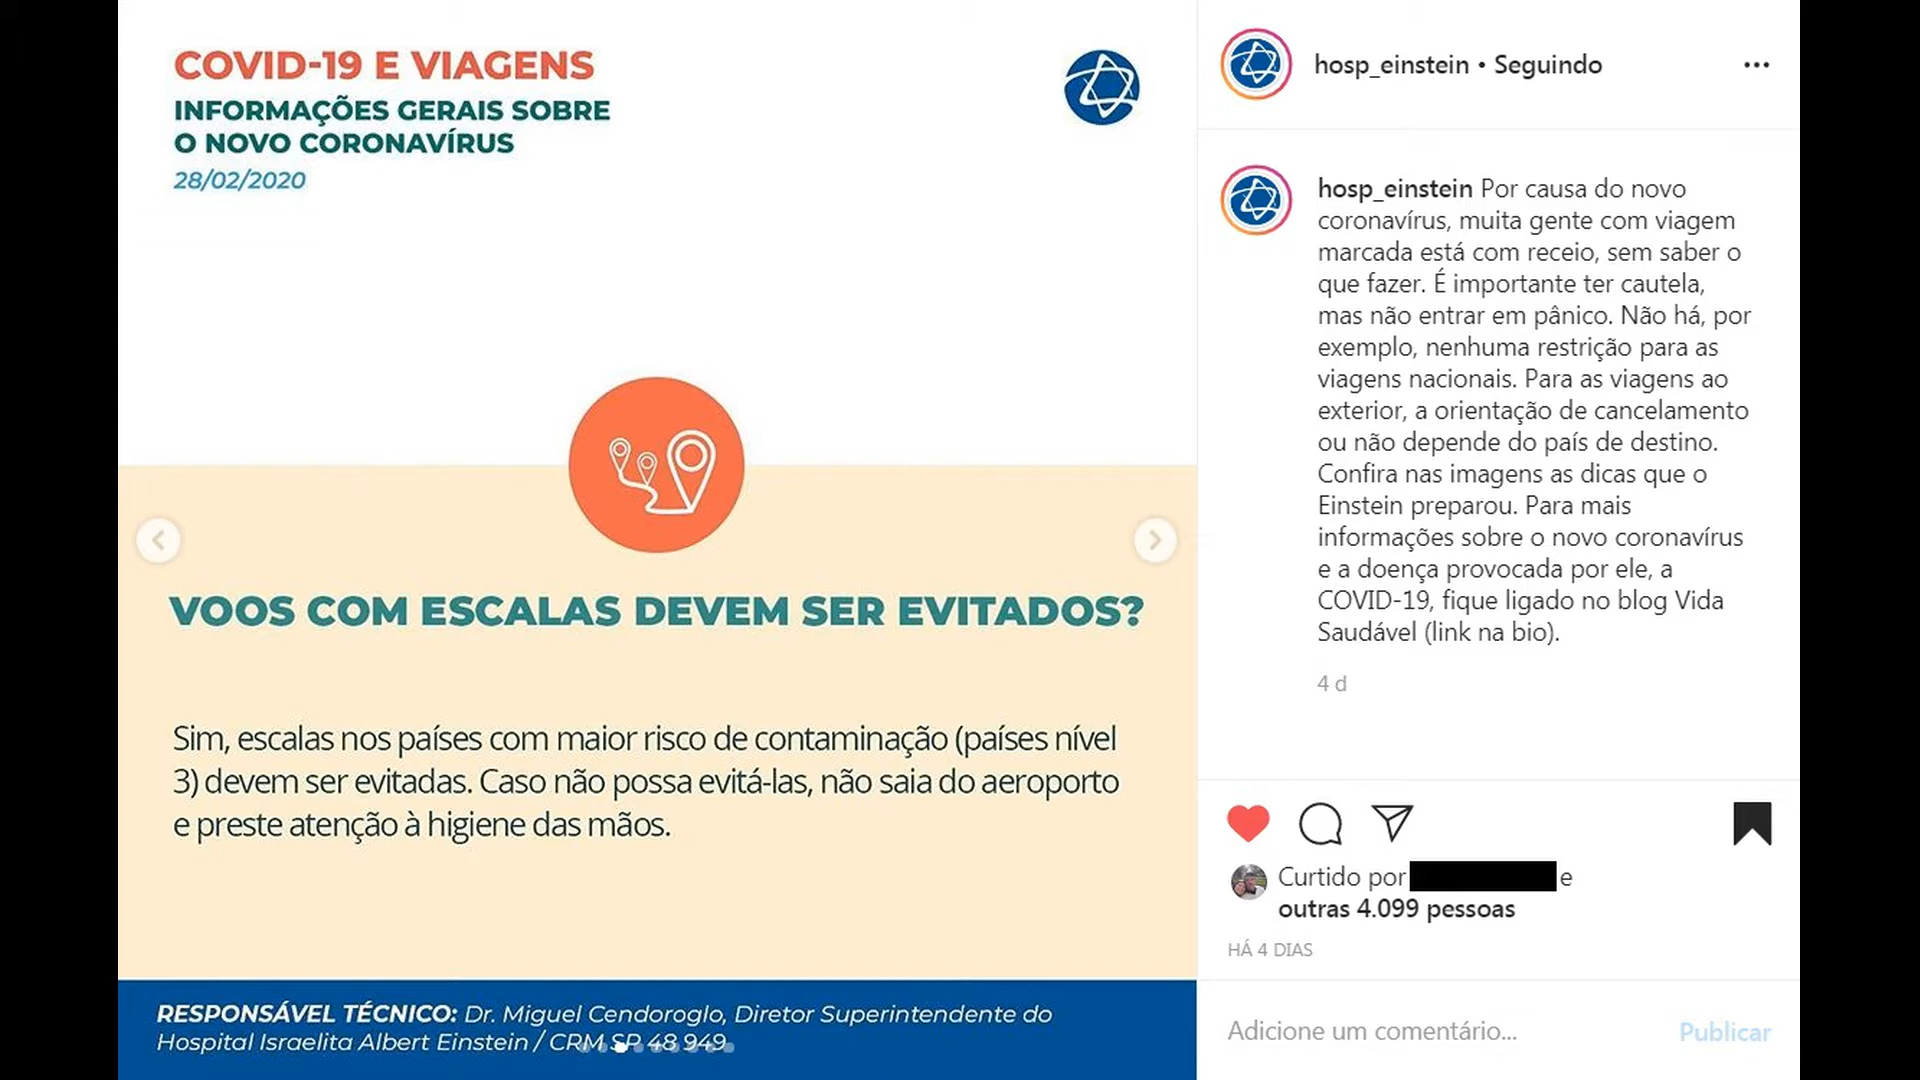 COVID-19 E VIAGENS
INFORMAÇÕES GERAIS SOBRE
O NOVO CORONAVÍRUS
28/02/2020
VOOS COM ESCALAS DEVEM SER EVITADOS?
Sim, escalas nos países com maior risco de contaminação (países nível
3) devem ser evitadas. Caso não possa evitá-las, não saia do aeroporto
e preste atenção à higiene das mãos.
RESPONSÁVEL TÉCNICO: Dr. Miguel Cendoroglo, Diretor Superintendente do
Hospital Israelita Albert Einstein / CRM SP 48 949
hosp_einstein • Seguindo
hosp_einstein Por causa do novo
coronavírus, muita gente com viagem
marcada está com receio, sem saber o
que fazer. É importante ter cautela,
mas não entrar em pânico. Não há, por
exemplo, nenhuma restrição para as
viagens nacionais. Para as viagens ao
exterior, a orientação de cancelamento
ou não depende do país de destino.
Confira nas imagens as dicas que o
Einstein preparou. Para mais
informações sobre o novo coronavírus
e a doença provocada por ele, a
COVID-19, fique ligado no blog Vida
Saudável (link na bio).
4 d
Curtido por e
outras 4.099 pessoas
HÁ 4 DIAS
Adicione um comentário... Publicar